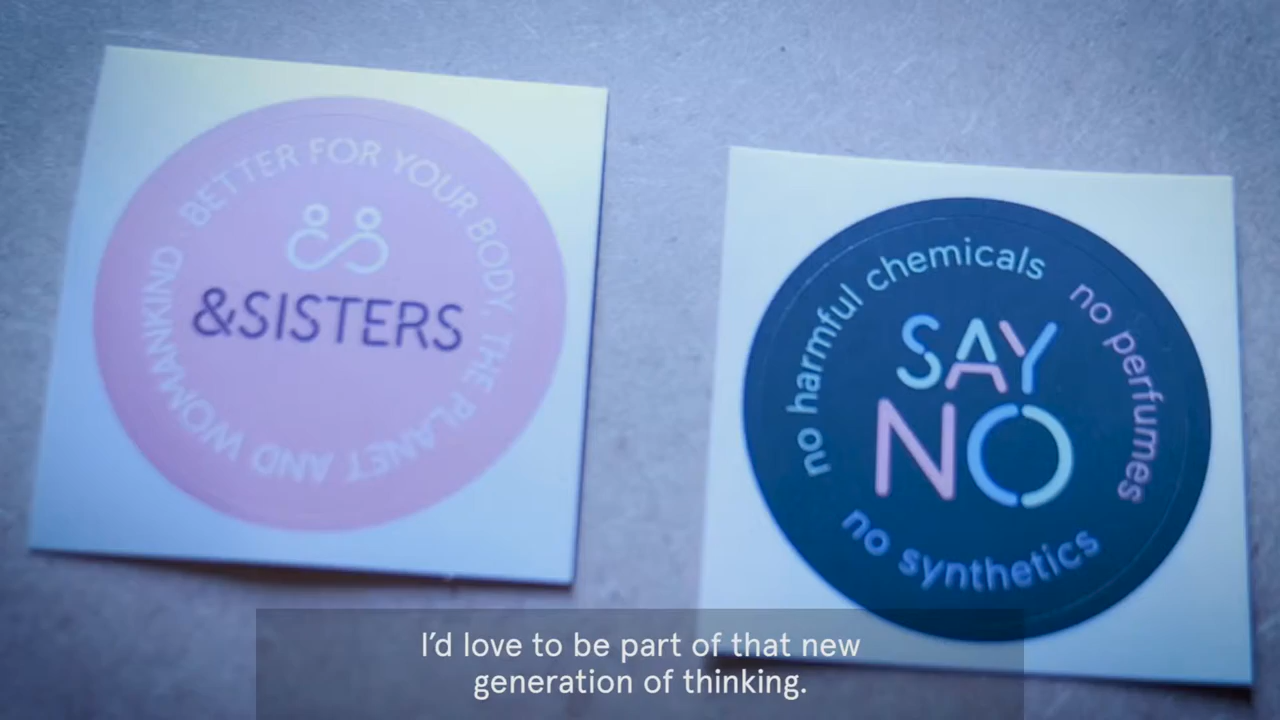 BETTER FOR YOUR BODY, THE PLANET AND WOMANKIND
&SISTERS
no harmful chemicals
no perfumes
no synthetics
SAY
NO
I'd love to be part of that new
generation of thinking.